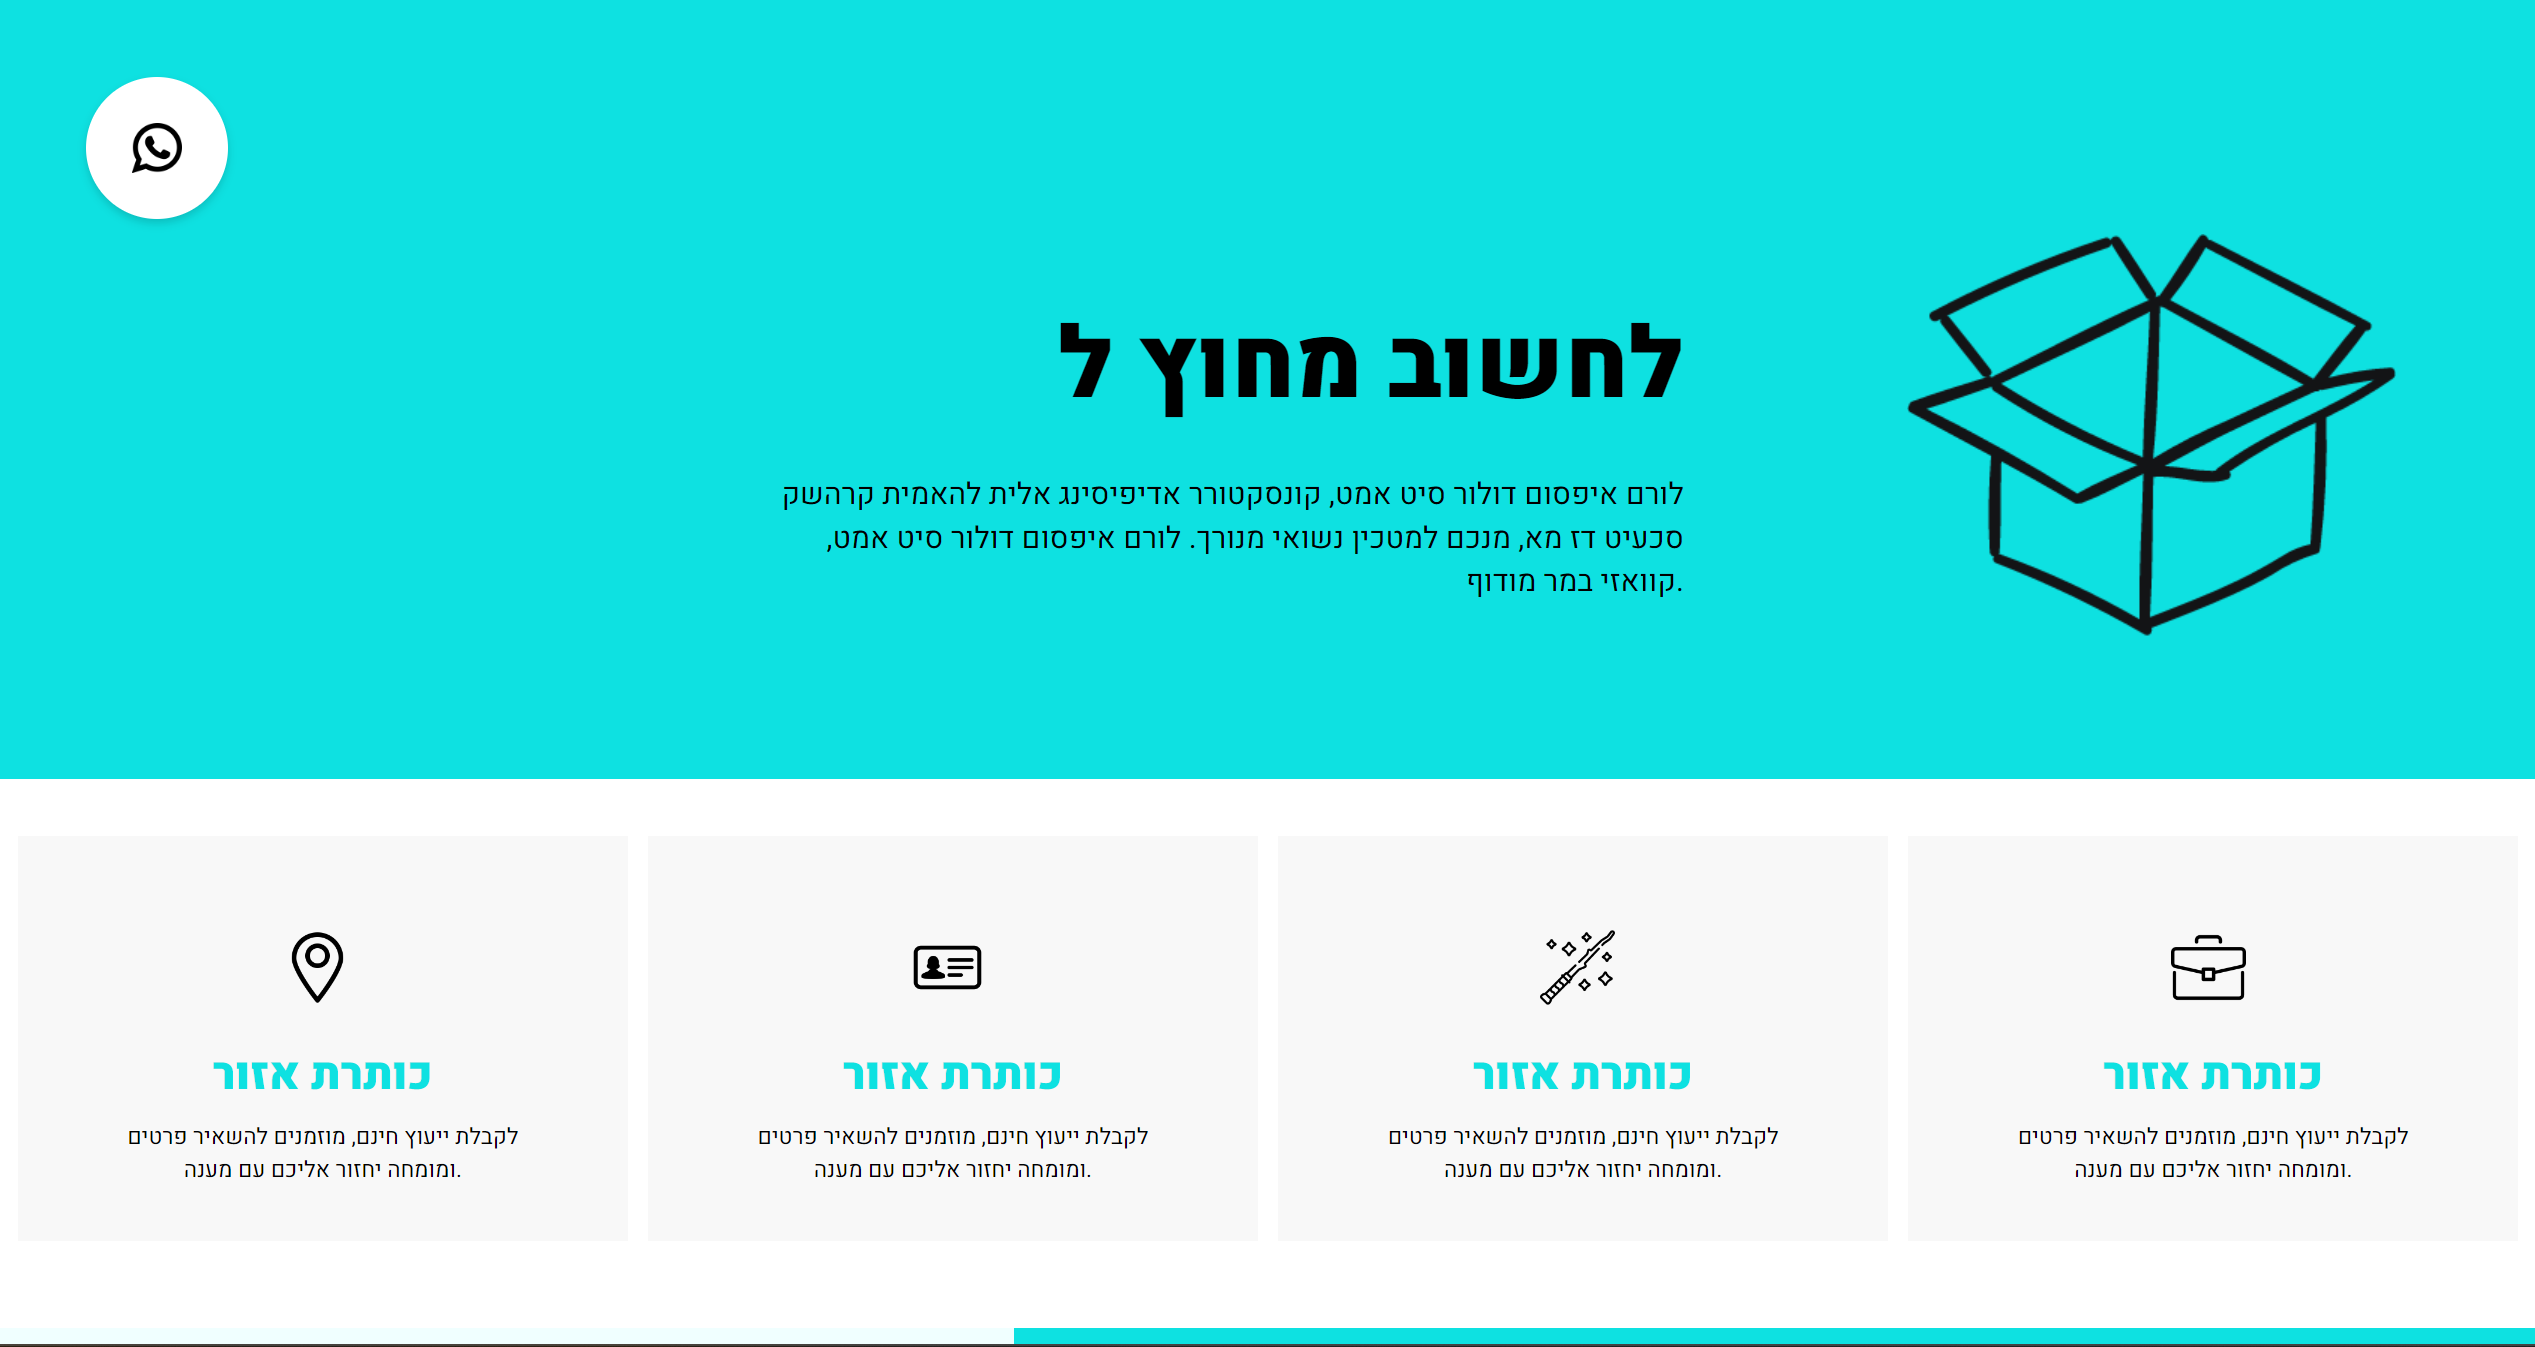 לחשוב מחוץ ל
לורם איפסום דולור סיט אמט, קונסקטורר אדיפיסינג אלית להאמית קרהשק
סכעיט דז מא, מנכם למטכין נשואי מנורך. לורם איפסום דולור סיט אמט,
.קוואזי במר מודוף
כותרת אזור
לקבלת ייעוץ חינם, מוזמנים להשאיר פרטים
.ומומחה יחזור אליכם עם מענה
כותרת אזור
לקבלת ייעוץ חינם, מוזמנים להשאיר פרטים
.ומומחה יחזור אליכם עם מענה
כותרת אזור
לקבלת ייעוץ חינם, מוזמנים להשאיר פרטים
.ומומחה יחזור אליכם עם מענה
כותרת אזור
לקבלת ייעוץ חינם, מוזמנים להשאיר פרטים
.ומומחה יחזור אליכם עם מענה